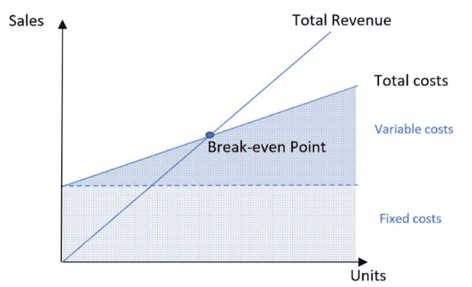 Sales
Total Revenue
Total costs
Variable costs
Break-even Point
Fixed costs
Units